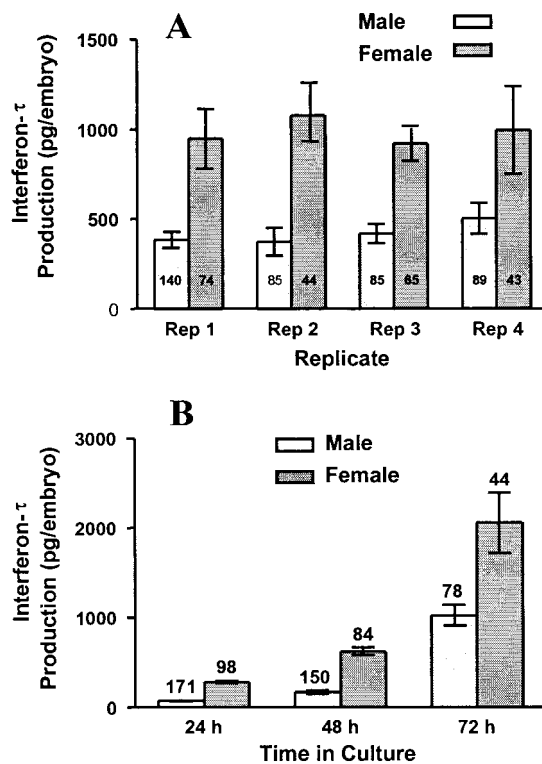 A
Male
Female
Interferon-τ
Production (pg/embryo)
1500
1000
500
0
140 74 85 44 85 65 89 43
Rep 1 Rep 2 Rep 3 Rep 4
Replicate
B
Male
Female
Interferon-τ
Production (pg/embryo)
3000
2000
1000
0
171 98 150 84 78 44
24 h 48 h 72 h
Time in Culture